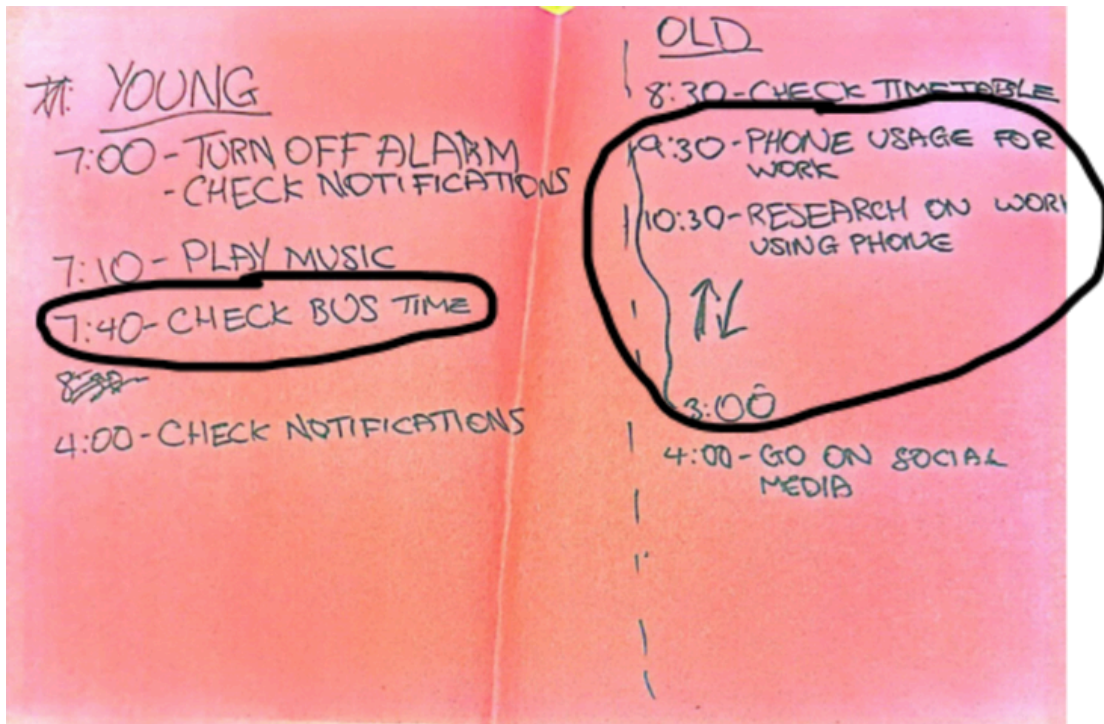 YOUNG
7:00 - TURN OFF ALARM
- CHECK NOTIFICATIONS
7:10 - PLAY MUSIC
7:40 - CHECK BUS TIME
4:00 - CHECK NOTIFICATIONS
OLD
8:30 - CHECK TIMETABLE
9:30 - PHONE USAGE FOR
WORK
10:30 - RESEARCH ON WORK
USING PHONE
3:00
4:00 - GO ON SOCIAL
MEDIA